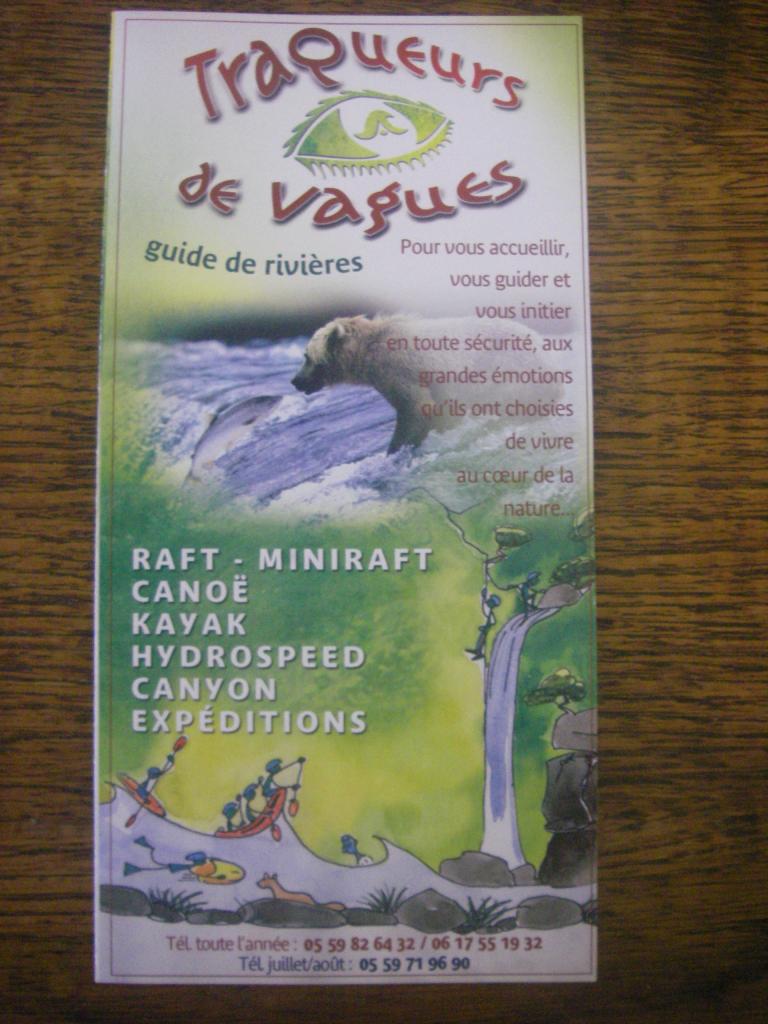 Traqueurs
de vagues
guide de rivières
Pour vous accueillir,
vous guider et
vous initier
en toute sécurité, aux
grandes émotions
qu'ils ont choisies
de vivre
au cœur de la
nature...
RAFT - MINIRAFT
CANOË
KAYAK
HYDROSPEED
CANYON
EXPÉDITIONS
Tél. toute l'année : 05 59 82 64 32 / 06 17 55 19 32
Tél. juillet/août : 05 59 71 96 90